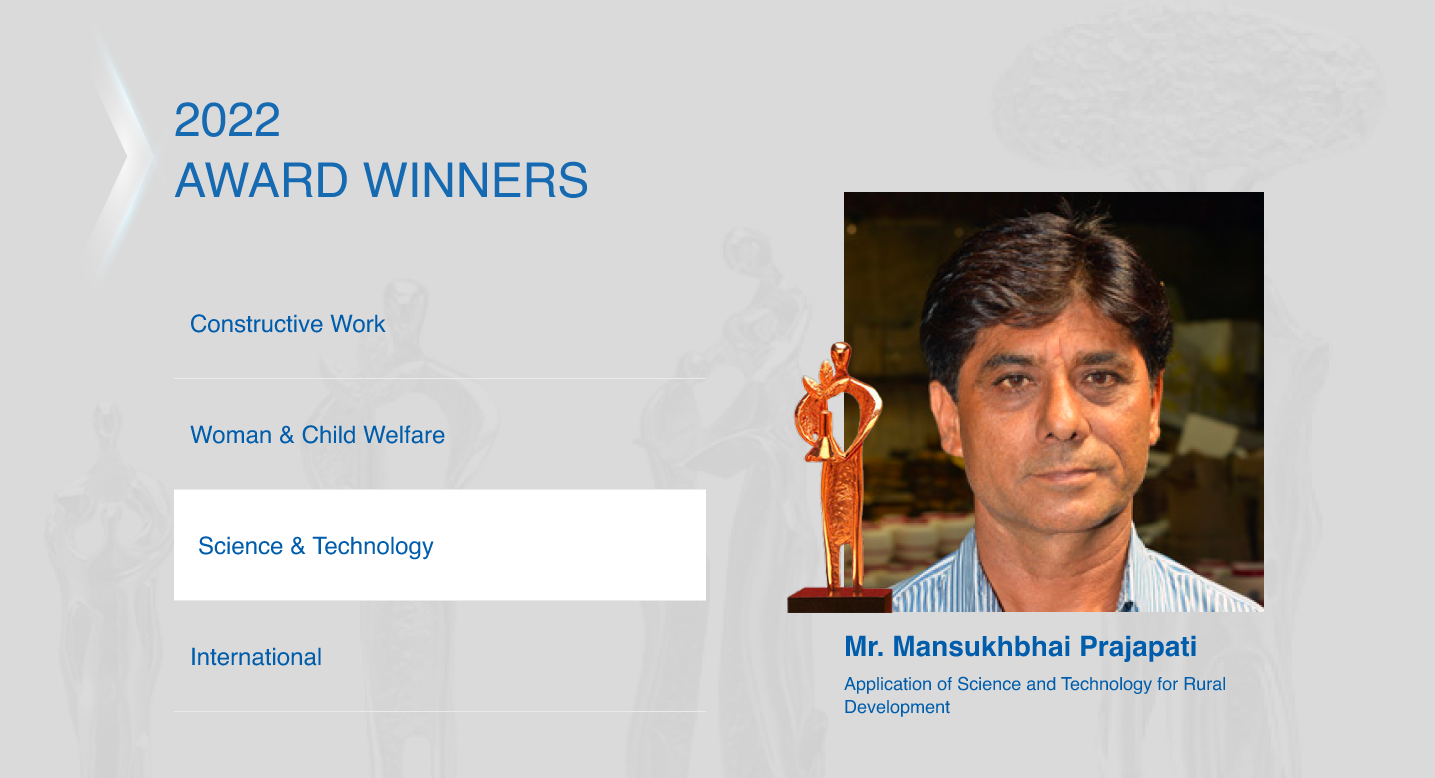 2022
AWARD WINNERS
Constructive Work
Woman & Child Welfare
Science & Technology
International
Mr. Mansukhbhai Prajapati
Application of Science and Technology for Rural
Development